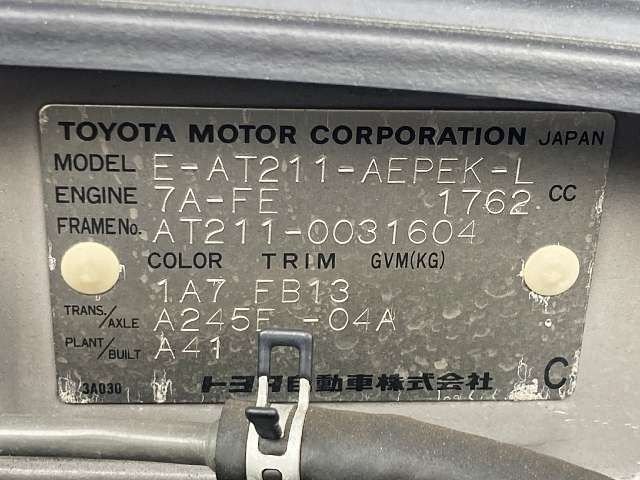 TOYOTA MOTOR CORPORATION JAPAN
MODEL E-AT211-AEPEK-L
ENGINE 7A-FE 1762 CC
FRAME No. AT211-0031604
COLOR TRIM GVM(KG)
1A7 FB13
TRANS./AXLE A245E -04A
PLANT/BUILT A41
3A030 トヨタ自動車株式会社 C